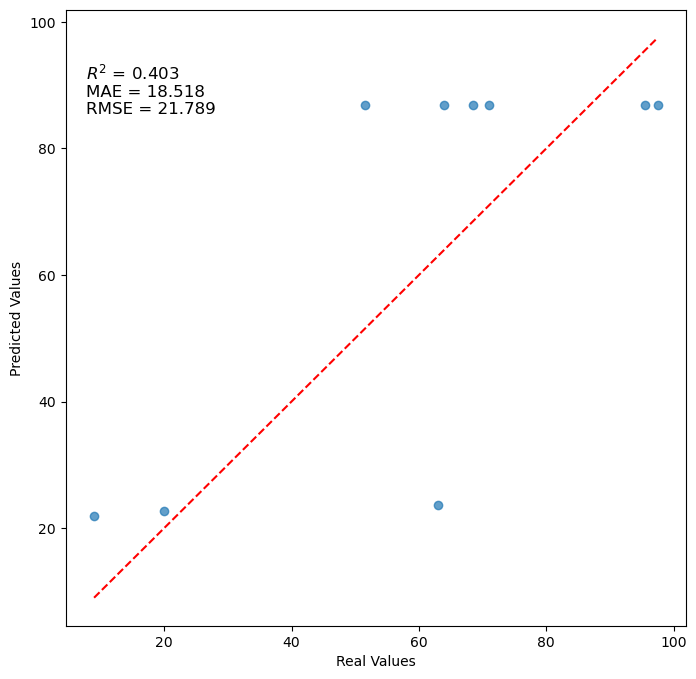 100
80
60
40
20
Predicted Values
R² = 0.403
MAE = 18.518
RMSE = 21.789
20 40 60 80 100
Real Values